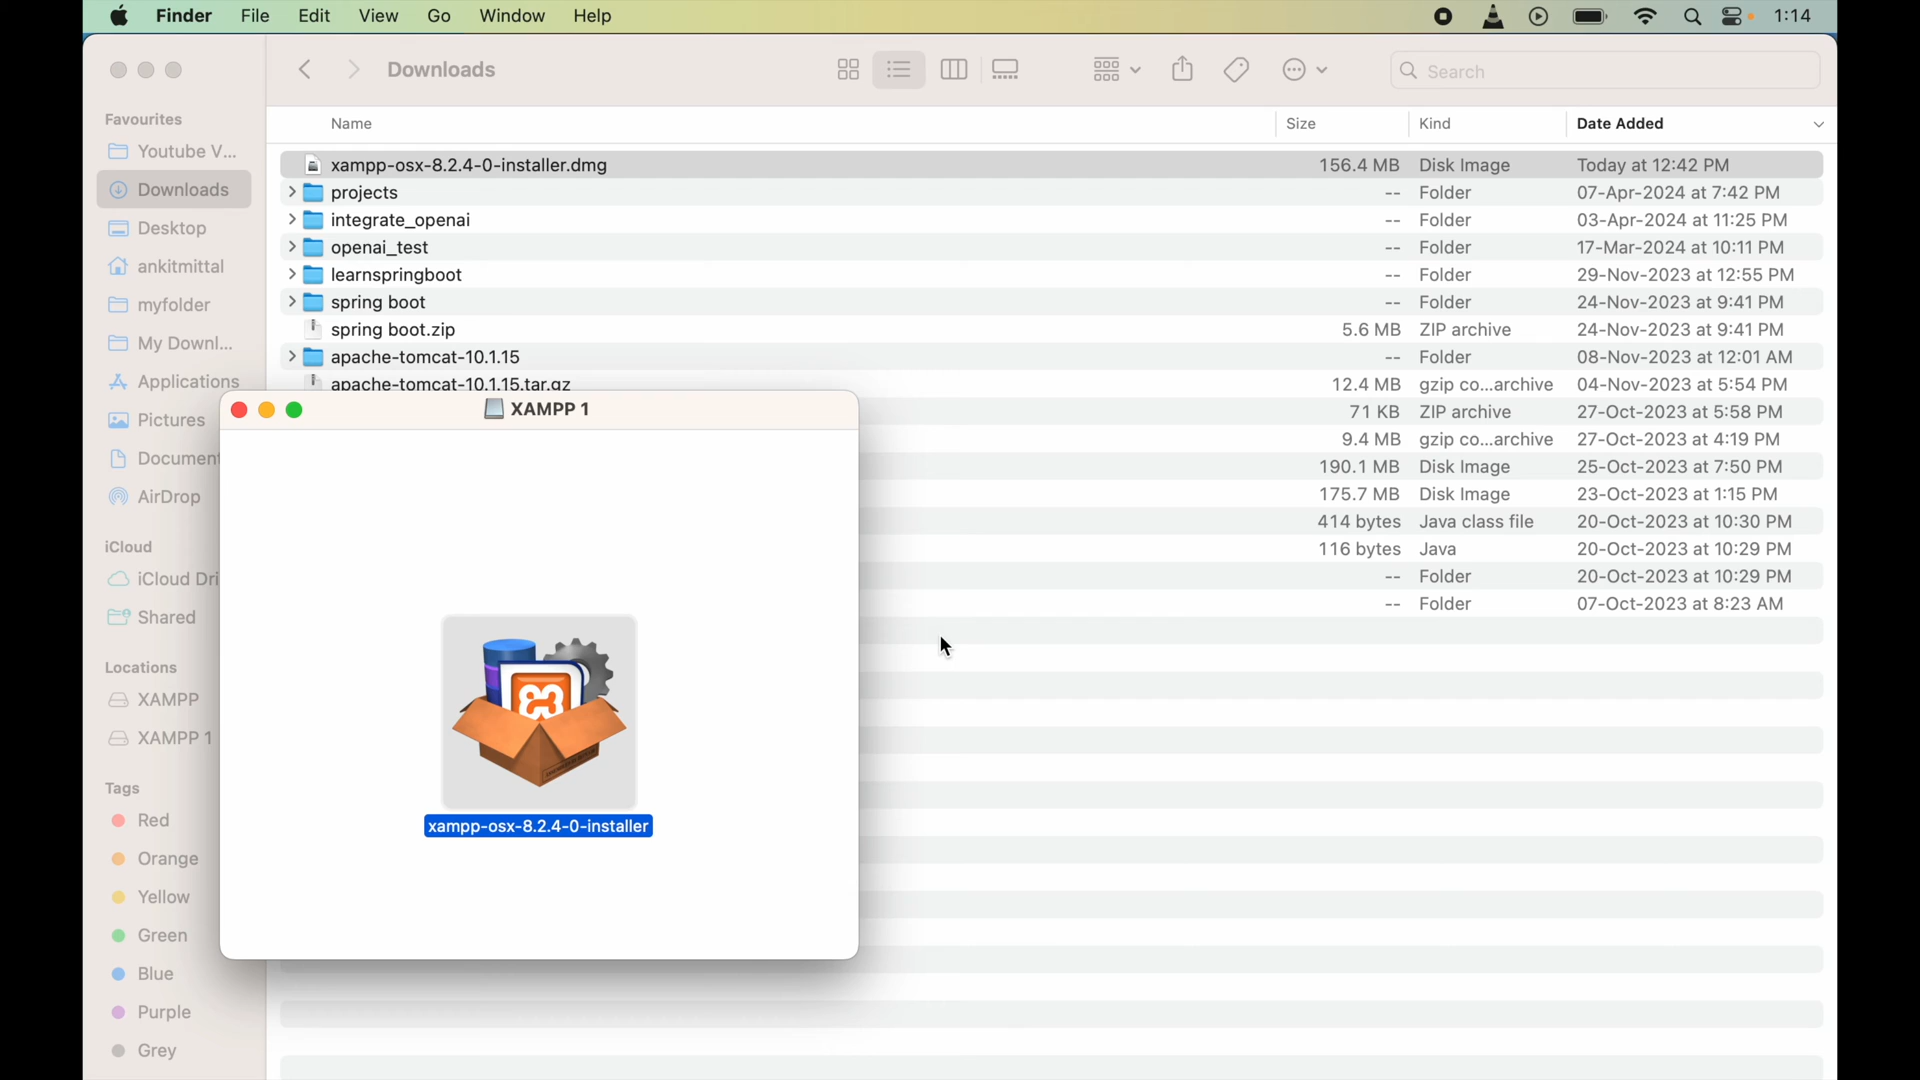 Finder File Edit View Go Window Help 1:14
Downloads Search
Favourites
Youtube V...
Downloads
Desktop
ankitmittal
myfolder
My Downl...
Applications
Pictures
Document
AirDrop
iCloud
iCloud Dri
Shared
Locations
XAMPP
XAMPP 1
Tags
Red
Orange
Yellow
Green
Blue
Purple
Grey
Name Size Kind Date Added
xampp-osx-8.2.4-0-installer.dmg 156.4 MB Disk Image Today at 12:42 PM
projects -- Folder 07-Apr-2024 at 7:42 PM
integrate_openai -- Folder 03-Apr-2024 at 11:25 PM
openai_test -- Folder 17-Mar-2024 at 10:11 PM
learnspringboot -- Folder 29-Nov-2023 at 12:55 PM
spring boot -- Folder 24-Nov-2023 at 9:41 PM
spring boot.zip 5.6 MB ZIP archive 24-Nov-2023 at 9:41 PM
apache-tomcat-10.1.15 -- Folder 08-Nov-2023 at 12:01 AM
apache-tomcat-10.1.15.tar.gz 12.4 MB gzip co...archive 04-Nov-2023 at 5:54 PM
71 KB ZIP archive 27-Oct-2023 at 5:58 PM
9.4 MB gzip co...archive 27-Oct-2023 at 4:19 PM
190.1 MB Disk Image 25-Oct-2023 at 7:50 PM
175.7 MB Disk Image 23-Oct-2023 at 1:15 PM
414 bytes Java class file 20-Oct-2023 at 10:30 PM
116 bytes Java 20-Oct-2023 at 10:29 PM
-- Folder 20-Oct-2023 at 10:29 PM
-- Folder 07-Oct-2023 at 8:23 AM
XAMPP 1
xampp-osx-8.2.4-0-installer